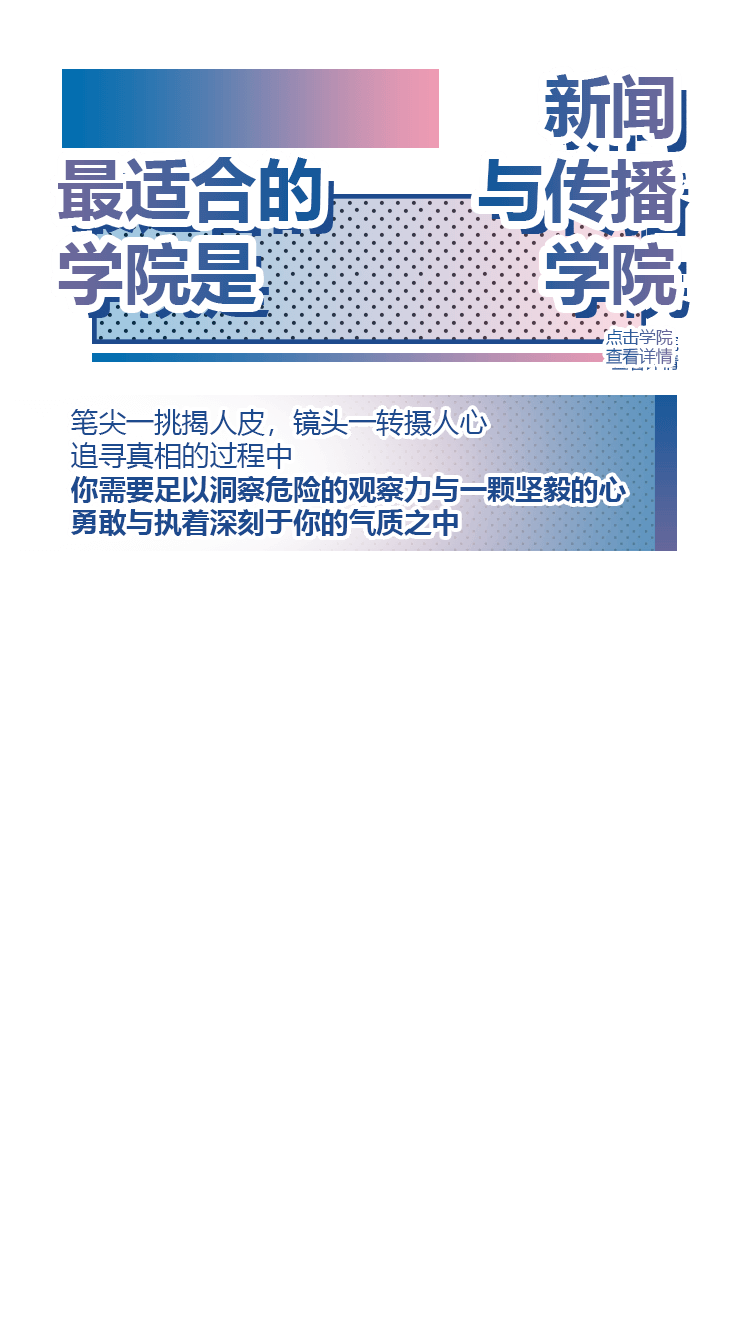 最适合的
学院是
新闻
与传播
学院
点击学院
查看详情
笔尖一挑揭人皮，镜头一转摄人心
追寻真相的过程中
你需要足以洞察危险的观察力与一颗坚毅的心
勇敢与执着深刻于你的气质之中